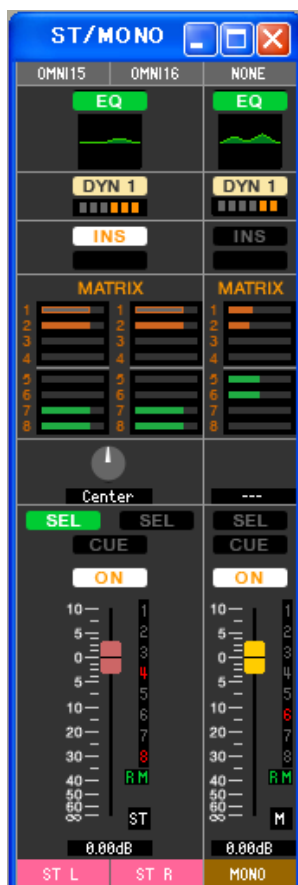 ST/MONO
OMNI15 OMNI16 NONE
EQ EQ
DYN 1 DYN 1
INS INS
MATRIX MATRIX
1 1
2 2
3 3
4 4
5 5
6 6
7 7
8 8
Center ---
SEL SEL SEL
CUE CUE
ON ON
10 1 10 1
5 2 5 2
0 3 0 3
4 4
5 5 5 5
10 6 10 6
20 7 20 7
30 8 30 8
40 R M 40 R M
50 50
60 60
∞ ST ∞ M
0.00dB 0.00dB
ST L ST R MONO